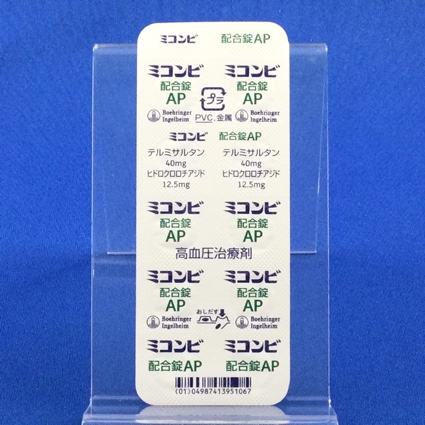 ミコンビ 配合錠AP
ミコンビ ミコンビ
配合錠 配合錠
AP AP
Boehringer Ingelheim プラ Boehringer Ingelheim
PVC,金属
ミコンビ 配合錠AP
テルミサルタン テルミサルタン
40mg 40mg
ヒドロクロロチアジド ヒドロクロロチアジド
12.5mg 12.5mg
ミコンビ ミコンビ
配合錠 配合錠
AP AP
高血圧治療剤
ミコンビ ミコンビ
配合錠 配合錠
AP AP
おしだす
Boehringer Ingelheim Boehringer Ingelheim
ミコンビ ミコンビ
配合錠AP 配合錠AP
(01)04987413951067